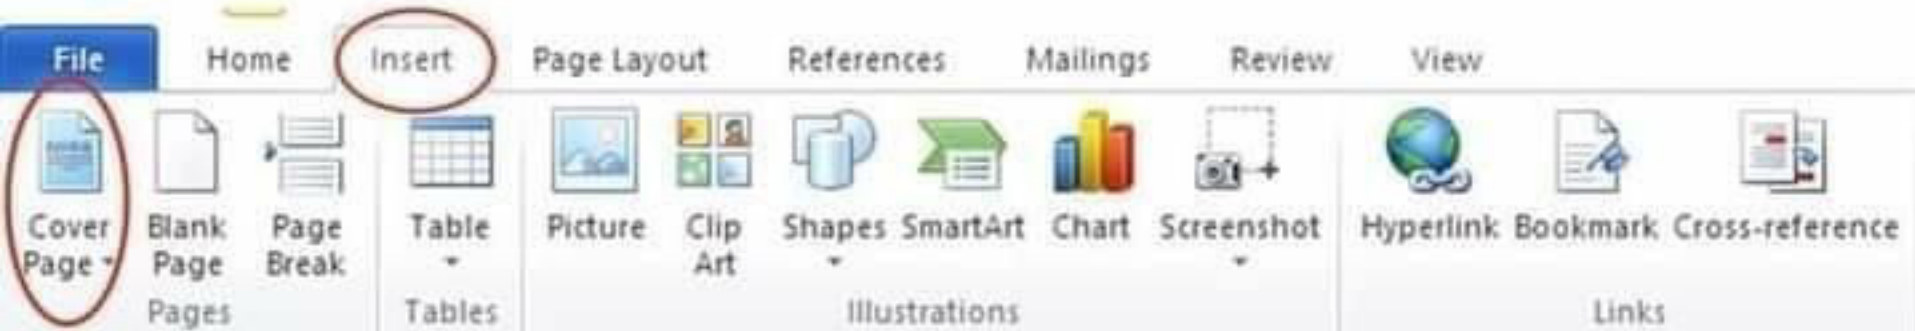 File Home Insert Page Layout References Mailings Review View
Cover Blank Page Table Picture Clip Shapes SmartArt Chart Screenshot Hyperlink Bookmark Cross-reference
Page Page Break Art
Pages Tables Illustrations Links